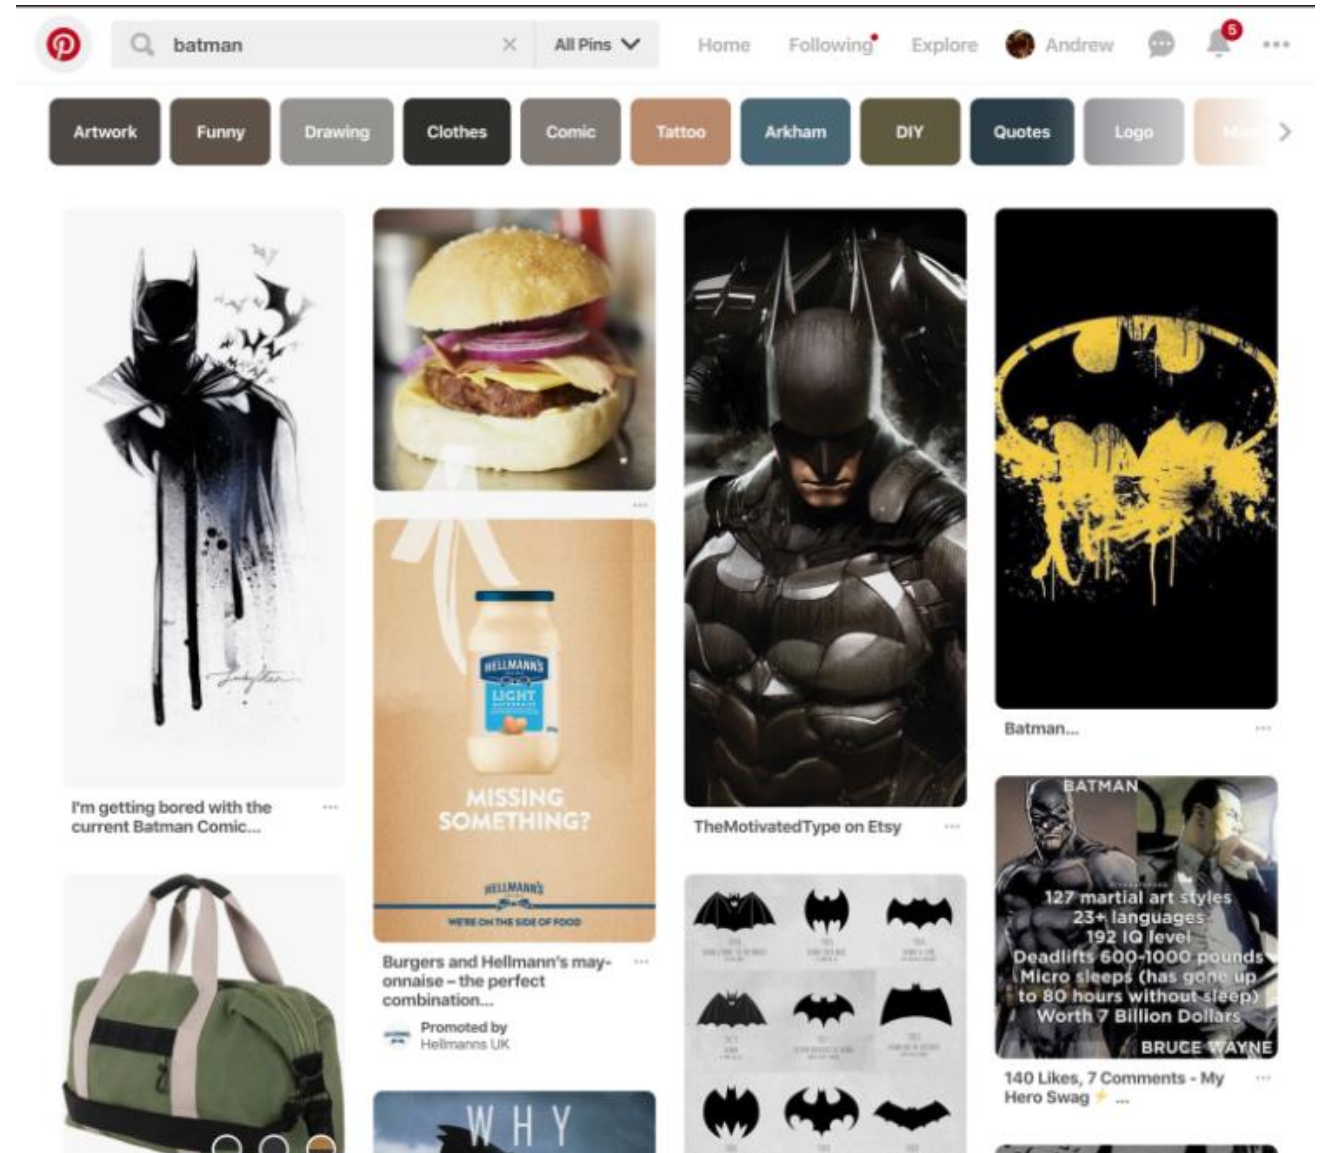 batman
All Pins
Home
Following
Explore
Andrew
5
Artwork
Funny
Drawing
Clothes
Comic
Tattoo
Arkham
DIY
Quotes
Logo
I'm getting bored with the
current Batman Comic...
HELLMANN'S
LIGHT
MISSING
SOMETHING?
HELLMANN'S
WE'RE ON THE SIDE OF FOOD
Burgers and Hellmann's may-
onnaise – the perfect
combination...
Promoted by
Hellmanns UK
WHY
TheMotivatedType on Etsy
Batman...
BATMAN
127 martial art styles
23+ languages
192 IQ level
Deadlifts 600-1000 pounds
Micro sleeps (has gone up
to 80 hours without sleep)
Worth 7 Billion Dollars
BRUCE WAYNE
140 Likes, 7 Comments - My
Hero Swag⚡ ...